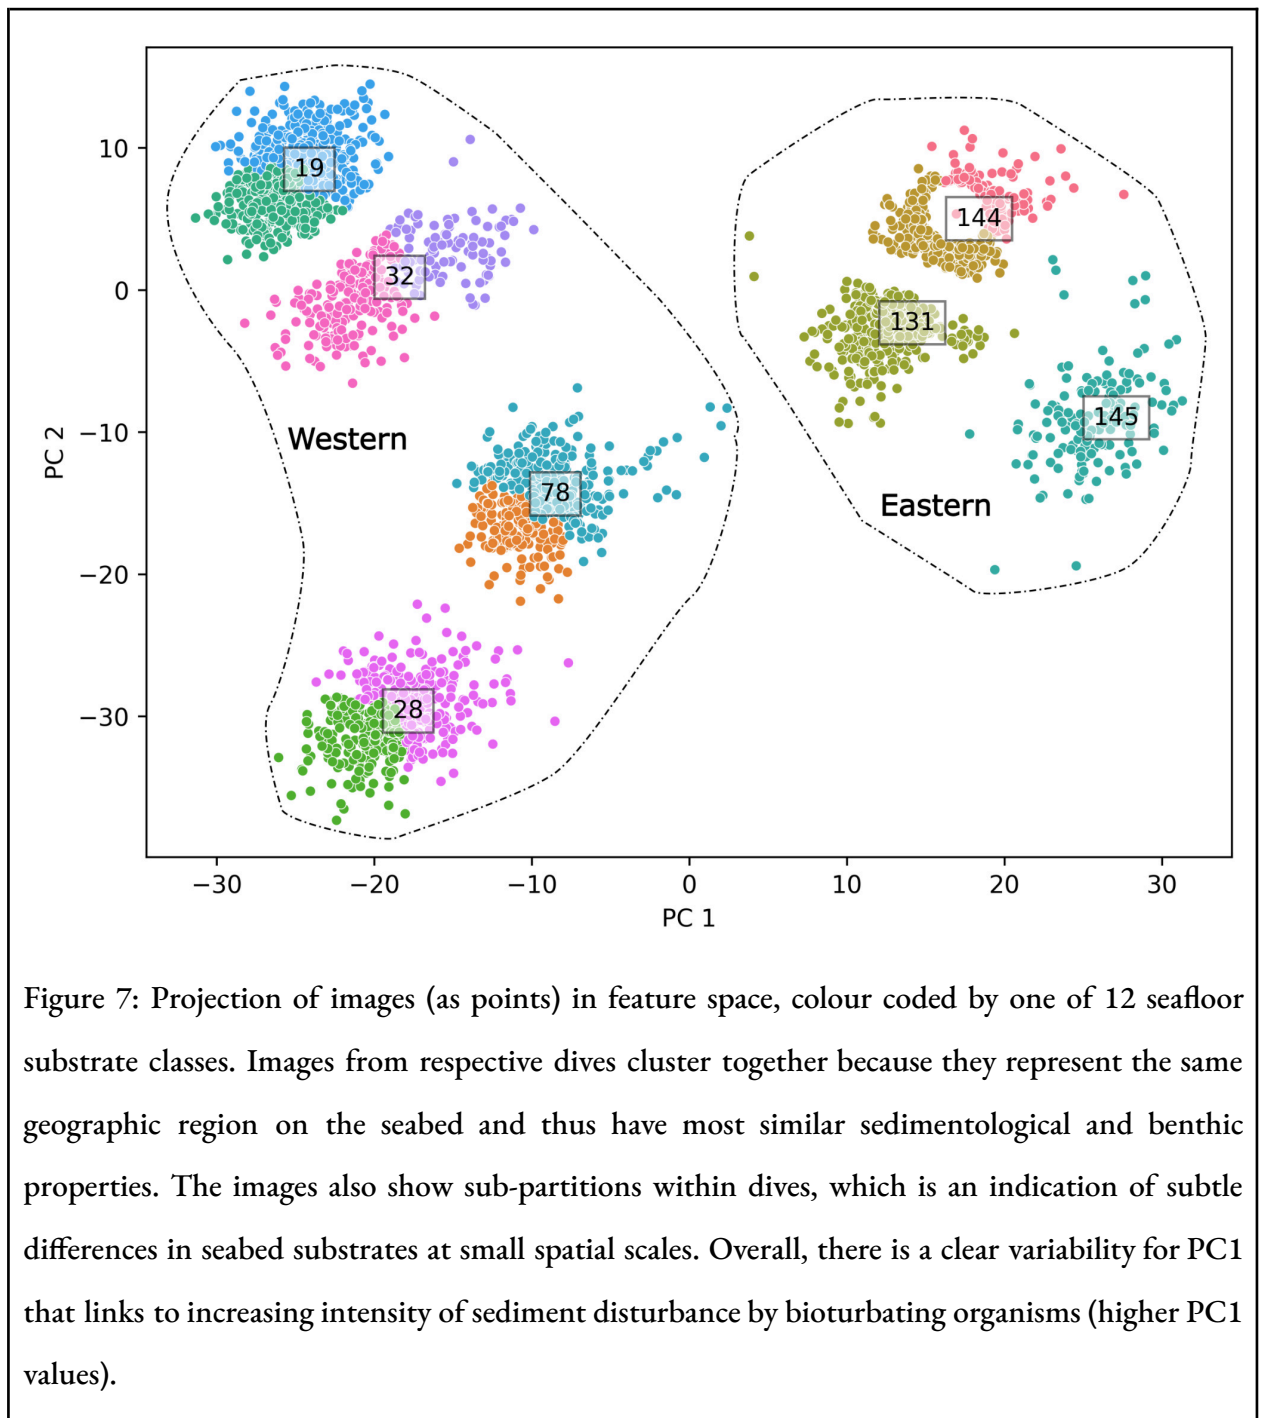 10
0
−10
−20
−30
PC 2
19
32
Western
78
28
144
131
145
Eastern
−30
−20
−10
0
10
20
30
PC 1
Figure 7: Projection of images (as points) in feature space, colour coded by one of 12 seafloor
substrate classes. Images from respective dives cluster together because they represent the same
geographic region on the seabed and thus have most similar sedimentological and benthic
properties. The images also show sub-partitions within dives, which is an indication of subtle
differences in seabed substrates at small spatial scales. Overall, there is a clear variability for PC1
that links to increasing intensity of sediment disturbance by bioturbating organisms (higher PC1
values).